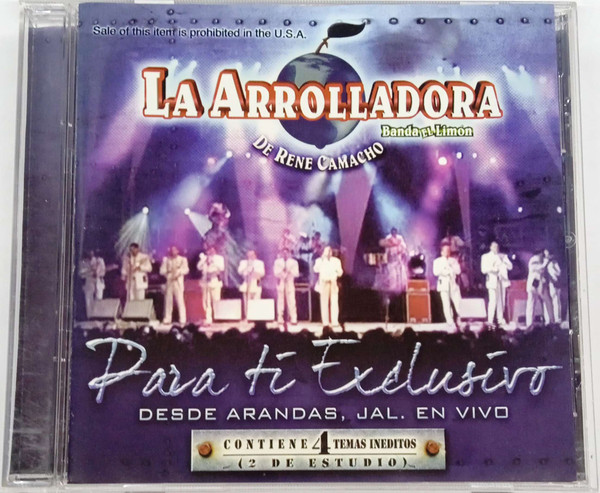 Sale of this item is prohibited in the U.S.A.
LA ARROLLADORA
Banda EL Limón
DE RENE CAMACHO
Para ti Exclusivo
DESDE ARANDAS, JAL. EN VIVO
CONTIENE 4 TEMAS INEDITOS
(2 DE ESTUDIO)